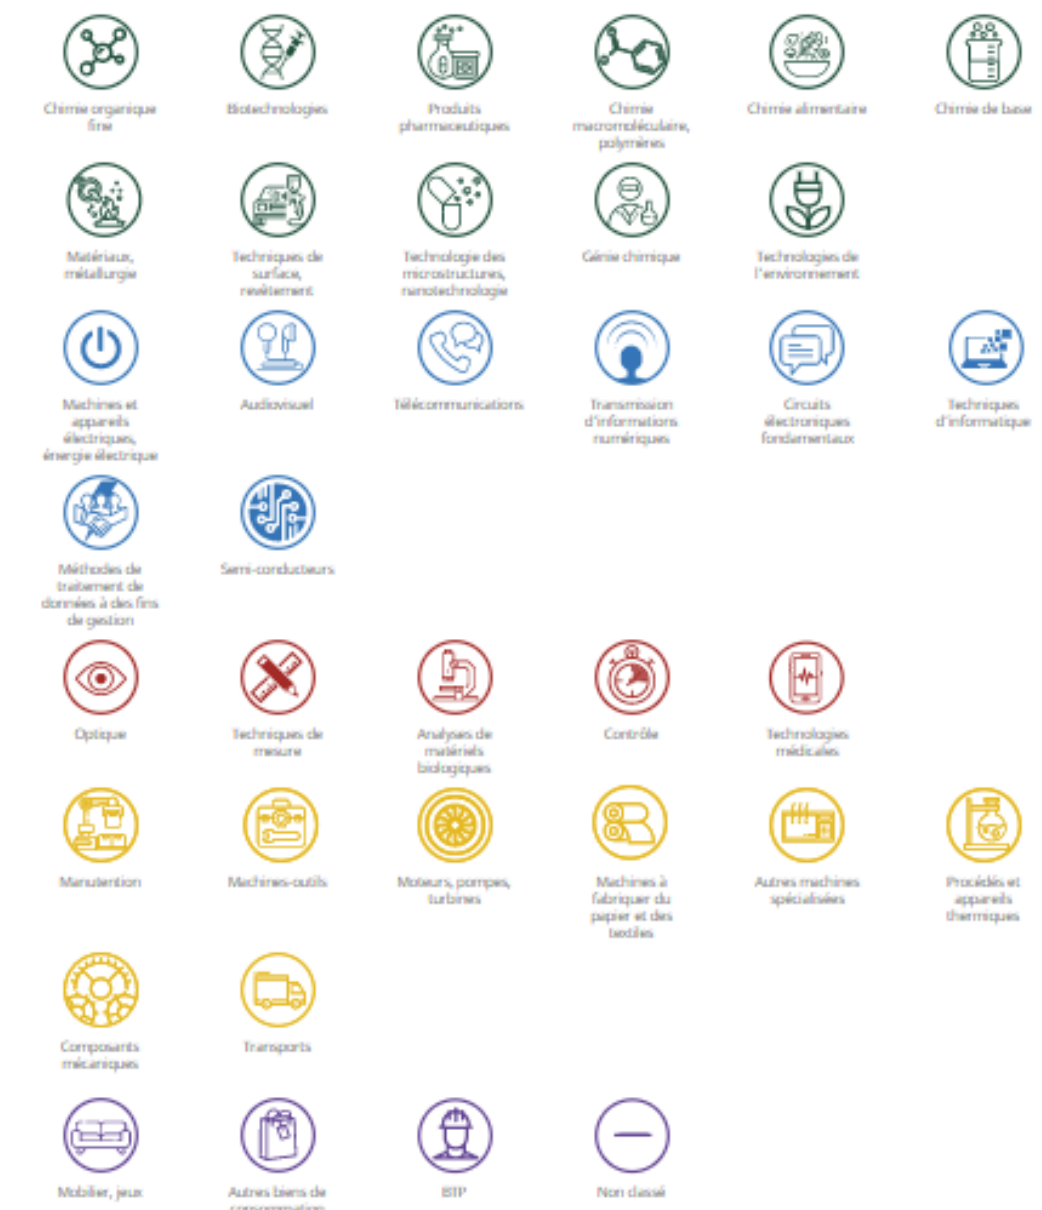 Chimie organique
fine
Biotechnologies
Produits
pharmaceutiques
Chimie
macromoléculaire,
polymères
Chimie alimentaire
Chimie de base
Matériaux,
métallurgie
Techniques de
surface,
revêtement
Technologie des
microstructures,
nanotechnologie
Génie chimique
Technologies de
l'environnement
Machines et
appareils
électriques,
énergie électrique
Audiovisuel
Télécommunications
Transmission
d'informations
numériques
Circuits
électroniques
fondamentaux
Techniques
d'informatique
Méthodes de
traitement de
données à des fins
de gestion
Semi-conducteurs
Optique
Techniques de
mesure
Analyses de
matériels
biologiques
Contrôle
Technologies
médicales
Manutention
Machines-outils
Moteurs, pompes,
turbines
Machines à
fabriquer du
papier et des
textiles
Autres machines
spécialisées
Procédés et
appareils
thermiques
Composants
mécaniques
Transports
Mobilier, jeux
Autres biens de
consommation
BTP
Non classé